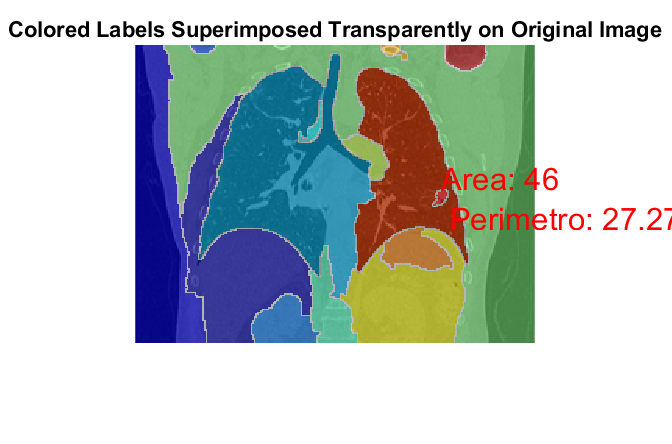 Colored Labels Superimposed Transparently on Original Image
Area: 46
Perimetro: 27.27